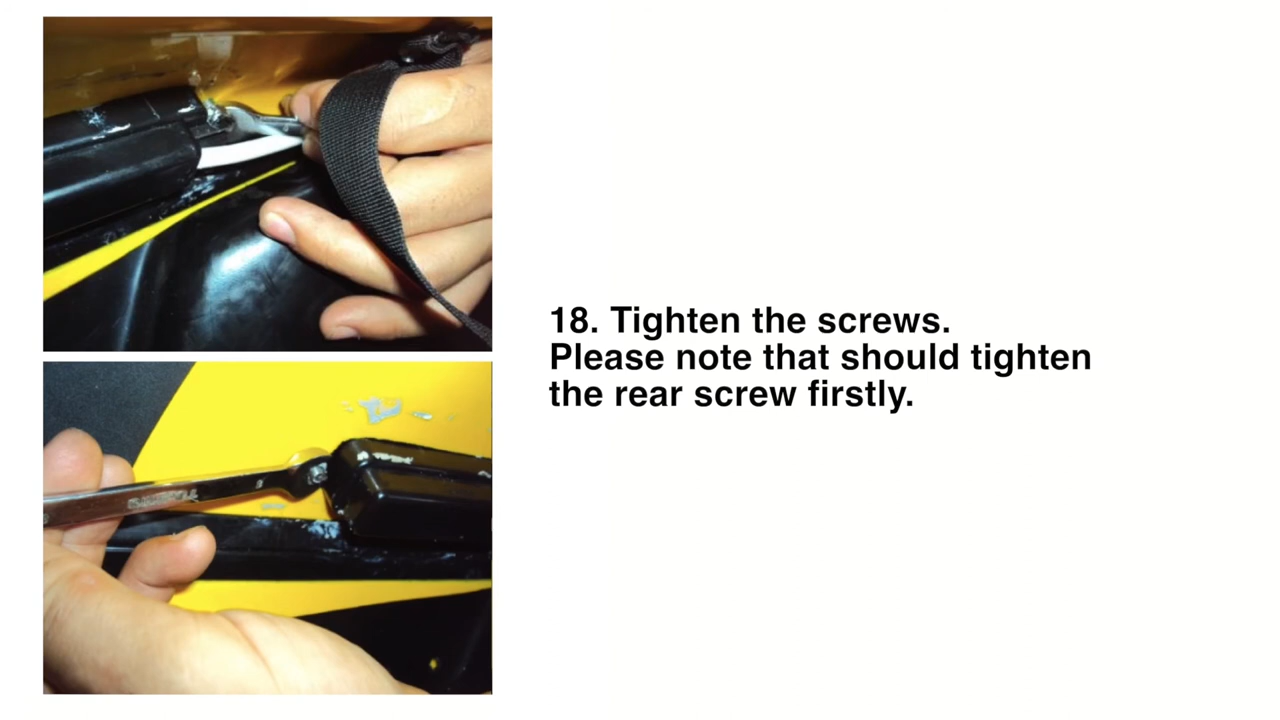 18. Tighten the screws.
Please note that should tighten
the rear screw firstly.